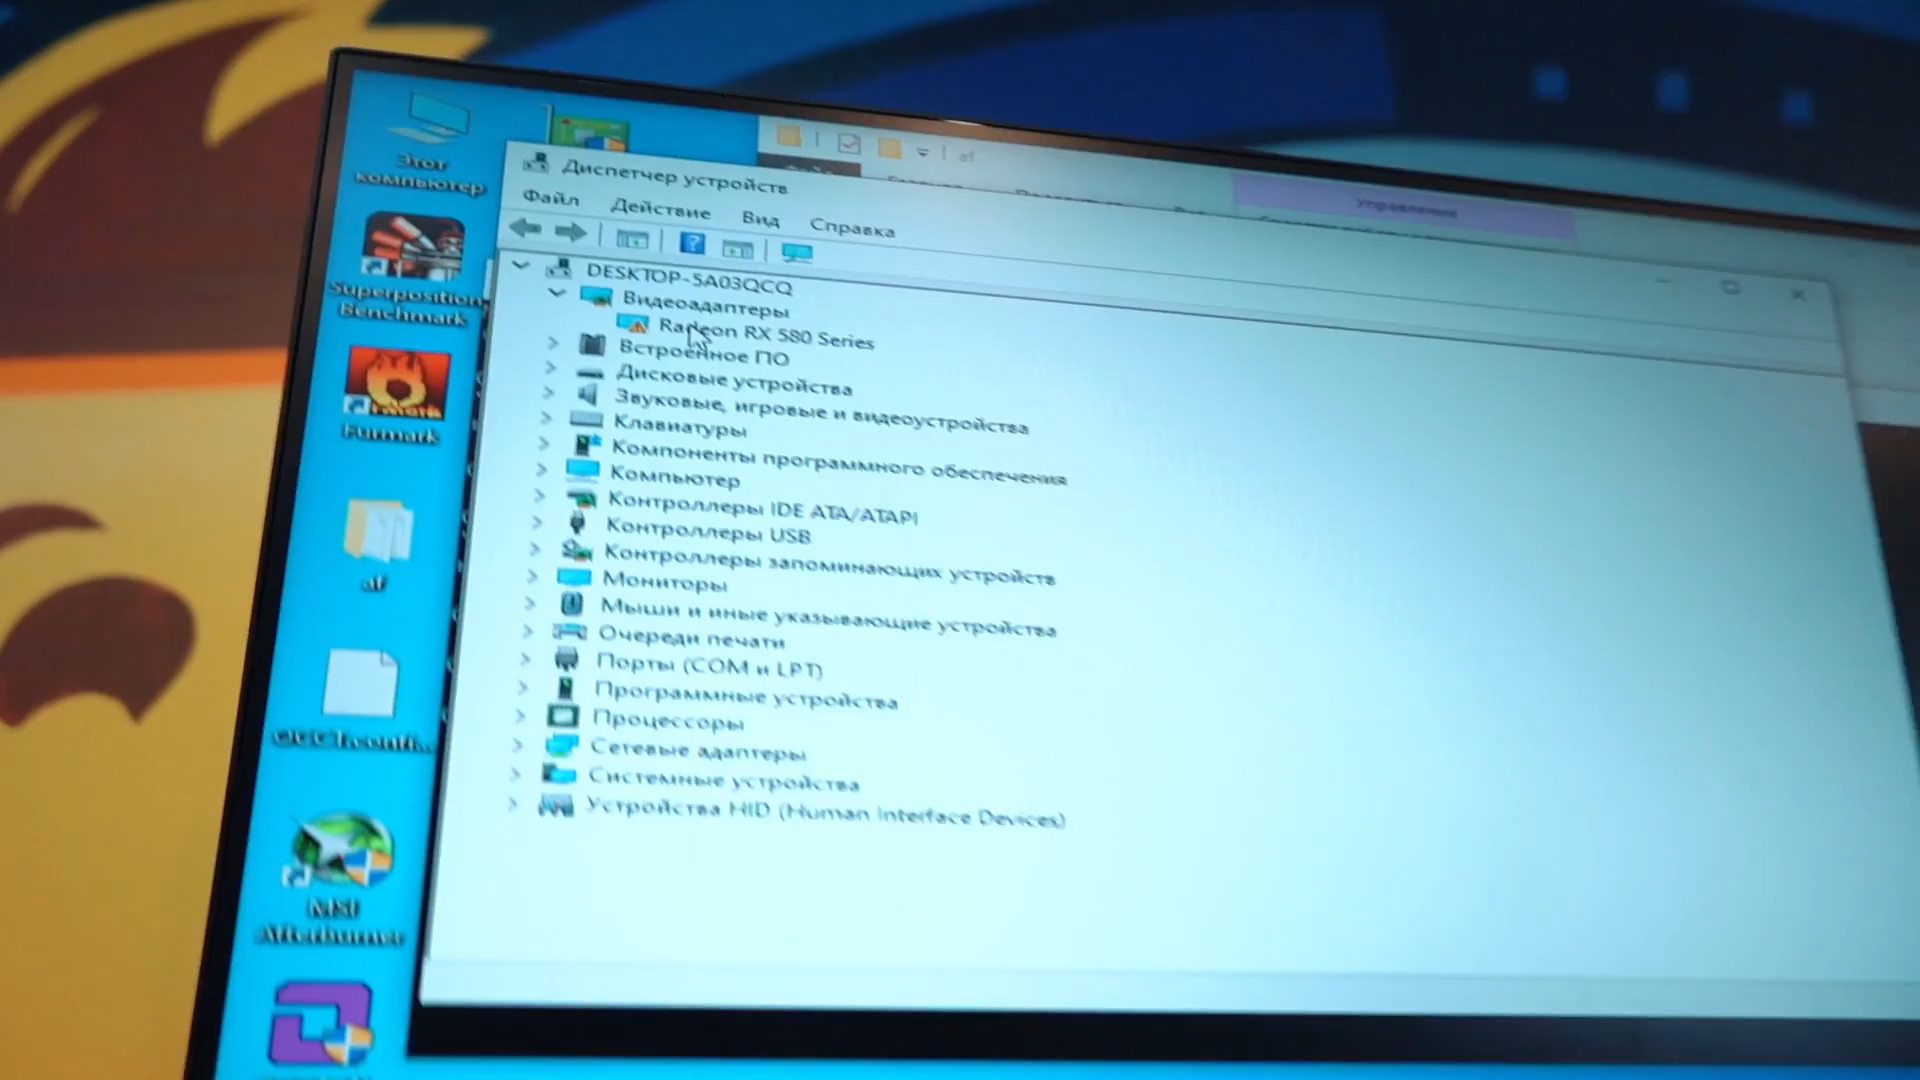 Этот
компьютер
Superposition
Benchmark
Furmark
af
MSI
Afterburner
af
Управление
Диспетчер устройств
Файл Действие Вид Справка
DESKTOP-5A03QCQ
Видеоадаптеры
Radeon RX 580 Series
Встроенное ПО
Дисковые устройства
Звуковые, игровые и видеоустройства
Клавиатуры
Компоненты программного обеспечения
Компьютер
Контроллеры IDE ATA/ATAPI
Контроллеры USB
Контроллеры запоминающих устройств
Мониторы
Мыши и иные указывающие устройства
Очереди печати
Порты (COM и LPT)
Программные устройства
Процессоры
Сетевые адаптеры
Системные устройства
Устройства HID (Human Interface Devices)